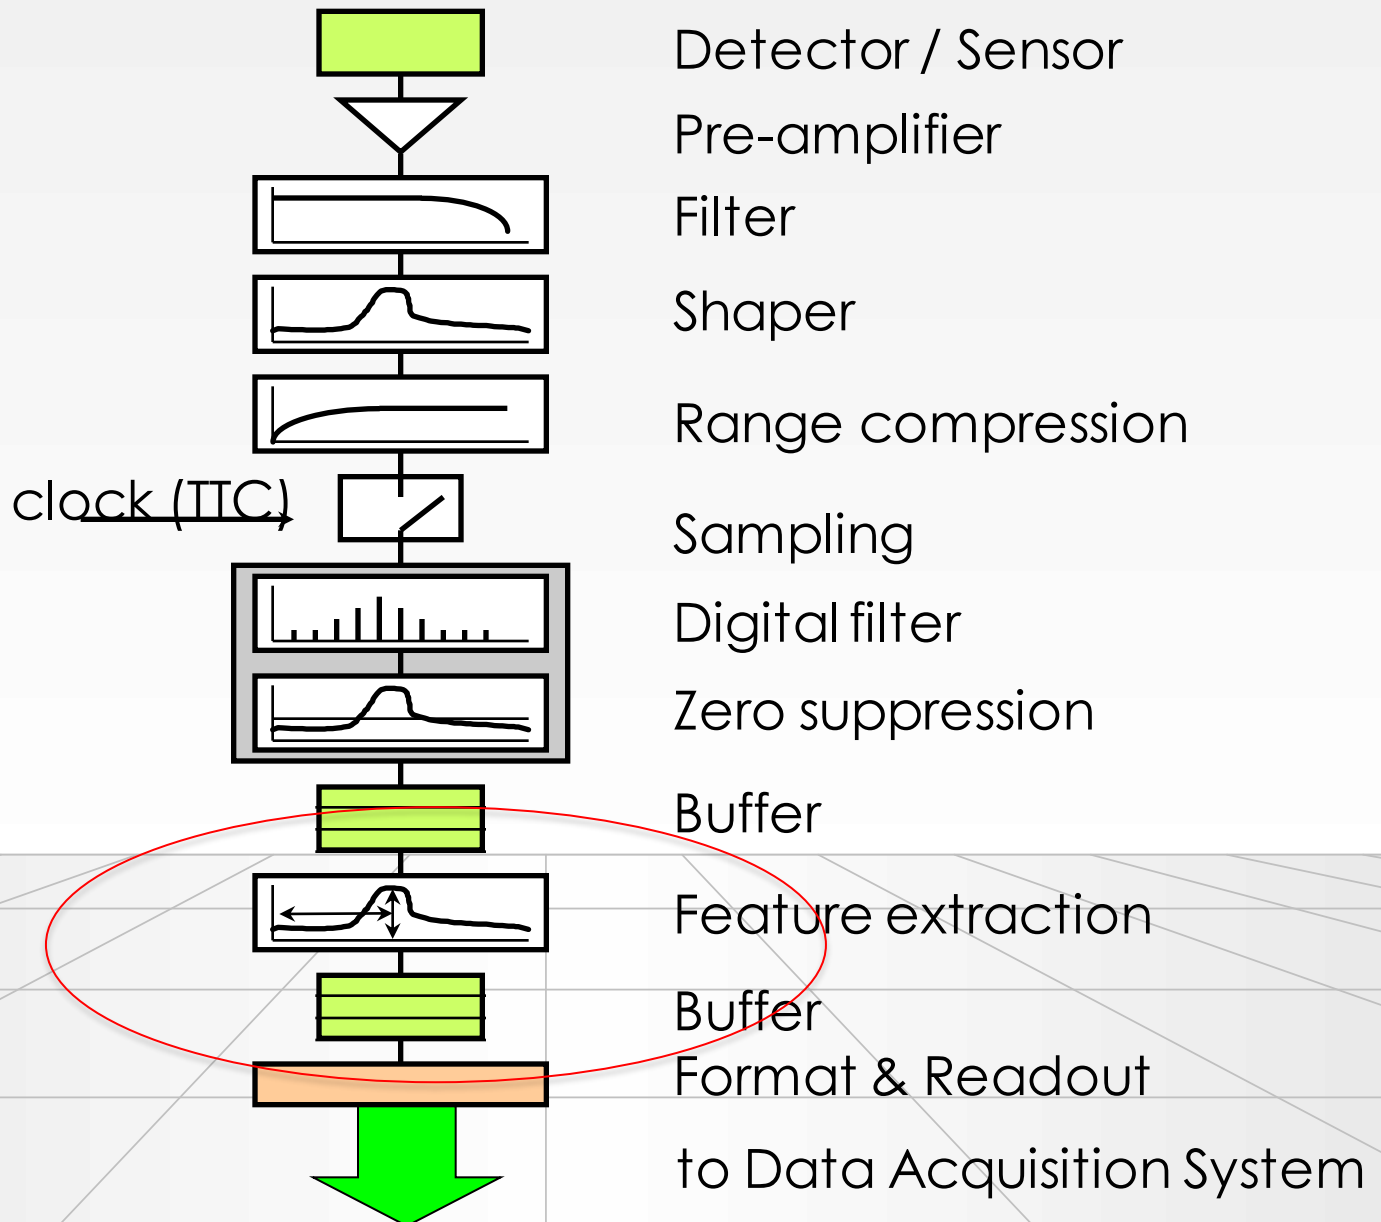 Detector / Sensor
Pre-amplifier
Filter
Shaper
Range compression
clock (TTC)
Sampling
Digital filter
Zero suppression
Buffer
Feature extraction
Buffer
Format & Readout
to Data Acquisition System